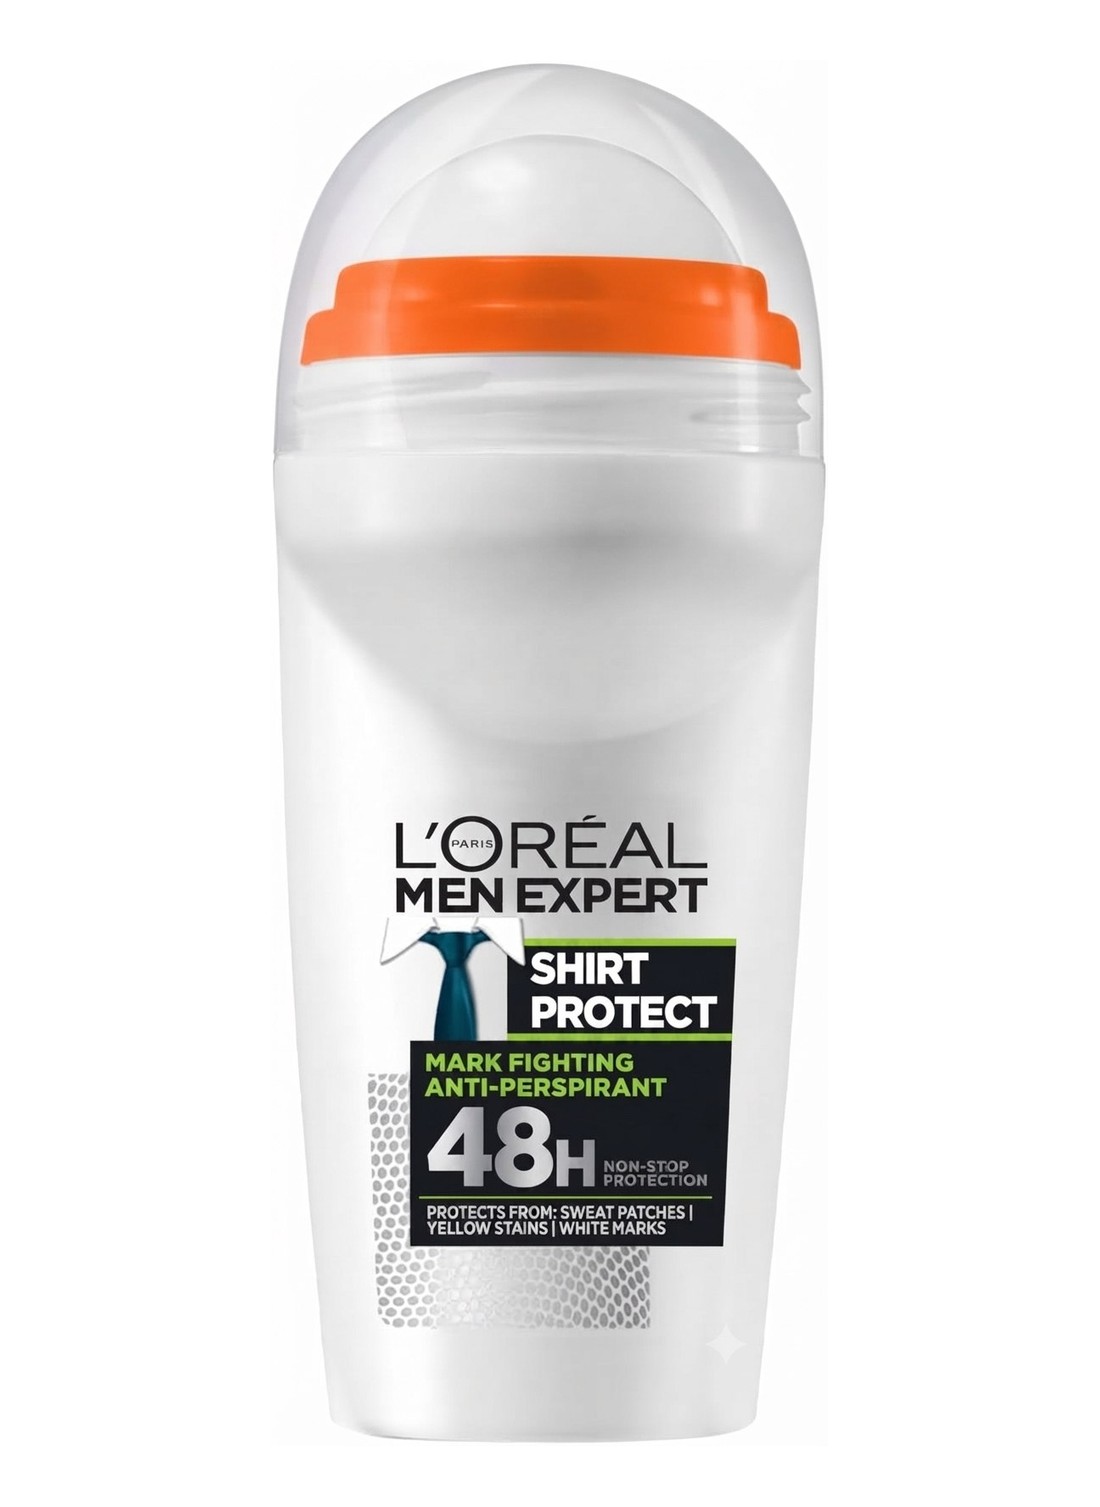 L'ORÉAL
PARIS
MEN EXPERT
SHIRT
PROTECT
MARK FIGHTING
ANTI-PERSPIRANT
48H NON-STOP
PROTECTION
PROTECTS FROM: SWEAT PATCHES |
YELLOW STAINS | WHITE MARKS